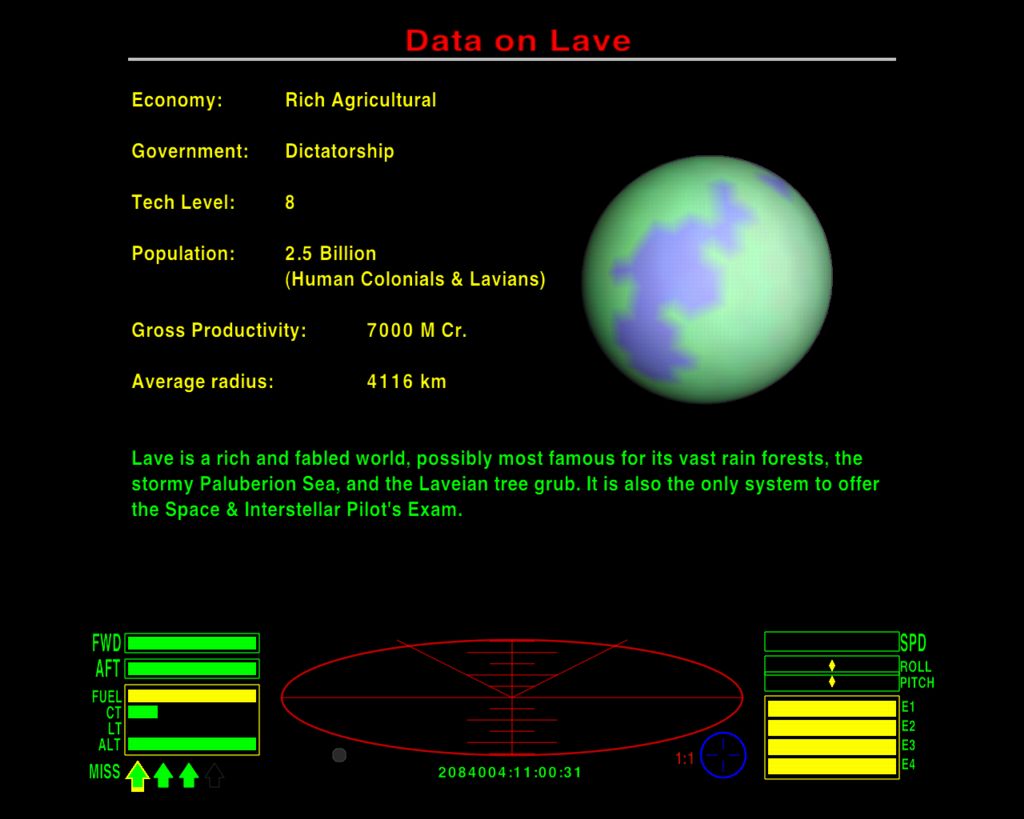 Data on Lave
Economy: Rich Agricultural
Government: Dictatorship
Tech Level: 8
Population: 2.5 Billion
(Human Colonials & Lavians)
Gross Productivity: 7000 M Cr.
Average radius: 4116 km
Lave is a rich and fabled world, possibly most famous for its vast rain forests, the
stormy Paluberion Sea, and the Laveian tree grub. It is also the only system to offer
the Space & Interstellar Pilot's Exam.
FWD
AFT
FUEL
CT
LT
ALT
MISS
2084004:11:00:31
1:1
SPD
ROLL
PITCH
E1
E2
E3
E4